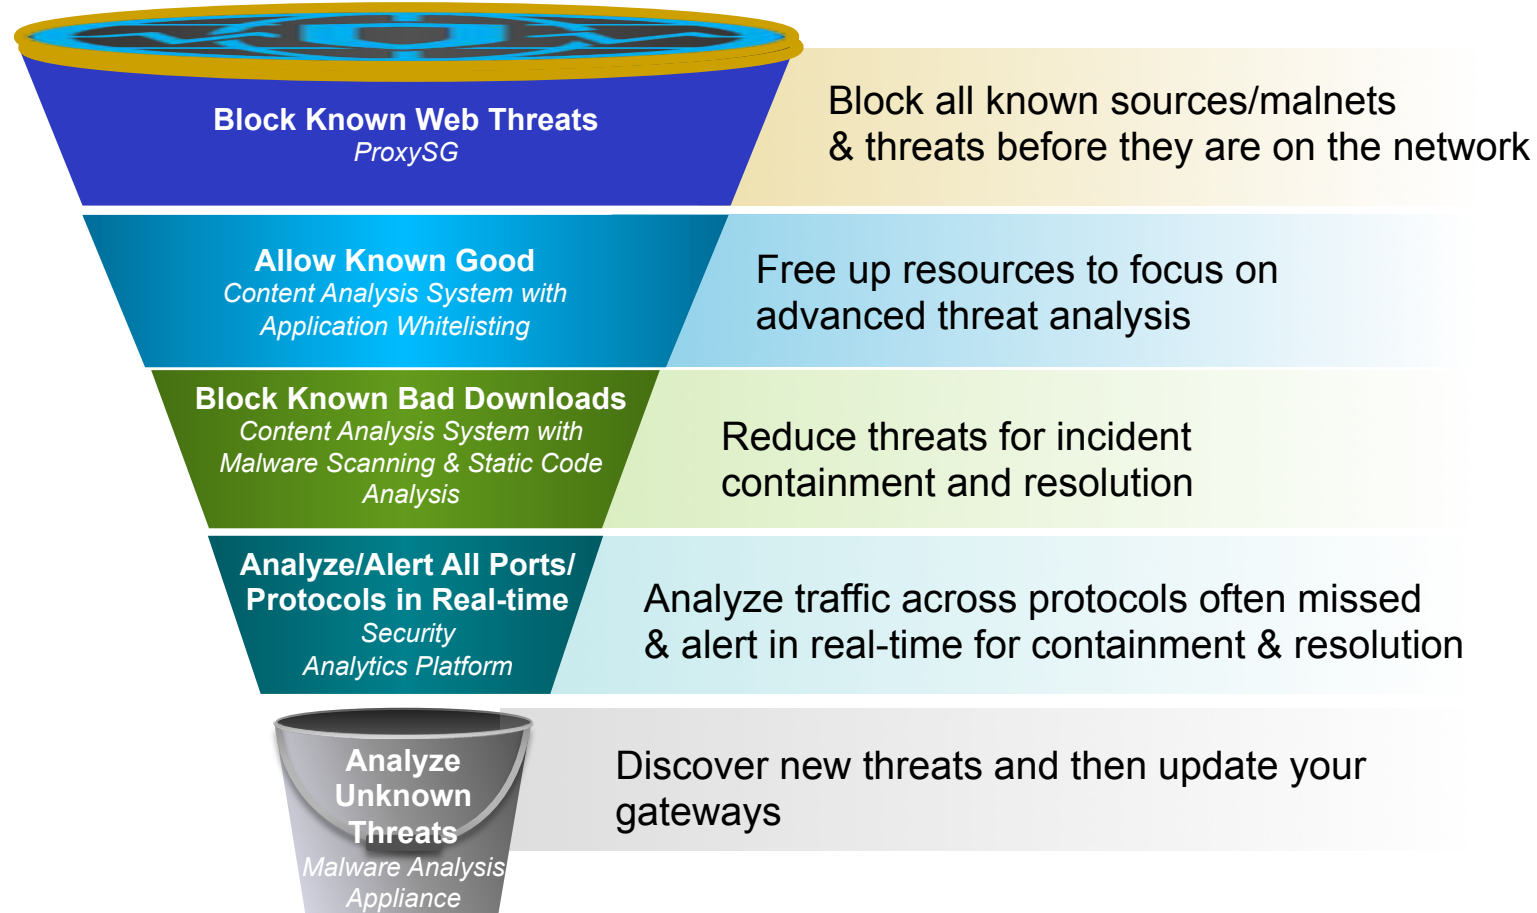 Block Known Web Threats
ProxySG
Block all known sources/malnets
& threats before they are on the network
Allow Known Good
Content Analysis System with
Application Whitelisting
Free up resources to focus on
advanced threat analysis
Block Known Bad Downloads
Content Analysis System with
Malware Scanning & Static Code
Analysis
Reduce threats for incident
containment and resolution
Analyze/Alert All Ports/
Protocols in Real-time
Security
Analytics Platform
Analyze traffic across protocols often missed
& alert in real-time for containment & resolution
Analyze
Unknown
Threats
Malware Analysis
Appliance
Discover new threats and then update your
gateways